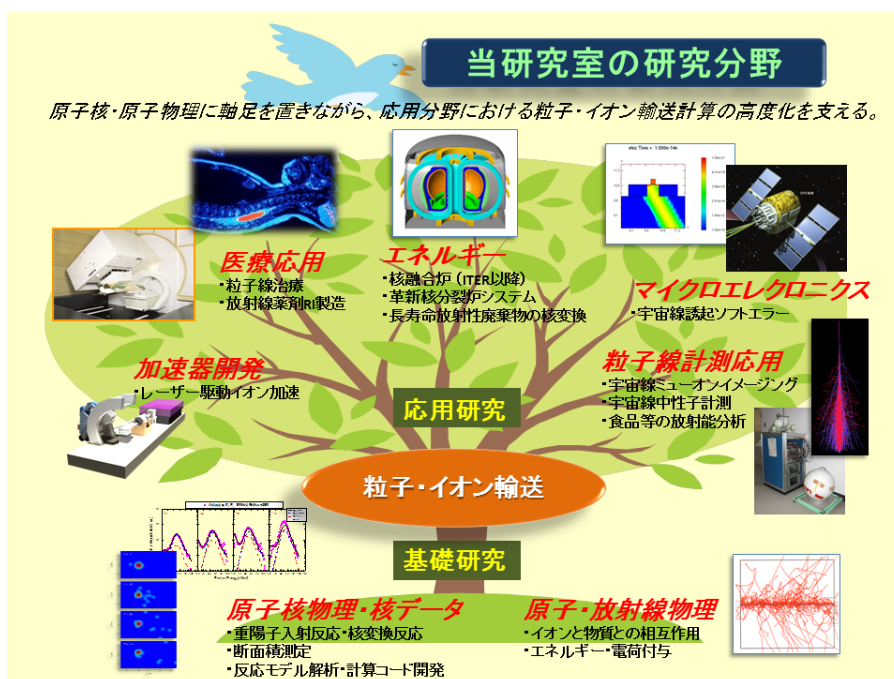 当研究室の研究分野
原子核・原子物理に軸足を置きながら、応用分野における粒子・イオン輸送計算の高度化を支える。
医療応用
・粒子線治療
・放射線薬剤RI製造
エネルギー
・核融合炉（ITER以降）
・革新核分裂炉システム
・長寿命放射性廃棄物の核変換
マイクロエレクロニクス
・宇宙線誘起ソフトエラー
加速器開発
・レーザー駆動イオン加速
粒子線計測応用
・宇宙線ミューオンイメージング
・宇宙線中性子計測
・食品等の放射能分析
応用研究
粒子・イオン輸送
基礎研究
原子核物理・核データ
・重陽子入射反応・核変換反応
・断面積測定
・反応モデル解析・計算コード開発
原子・放射線物理
・イオンと物質との相互作用
・エネルギー・電荷付与